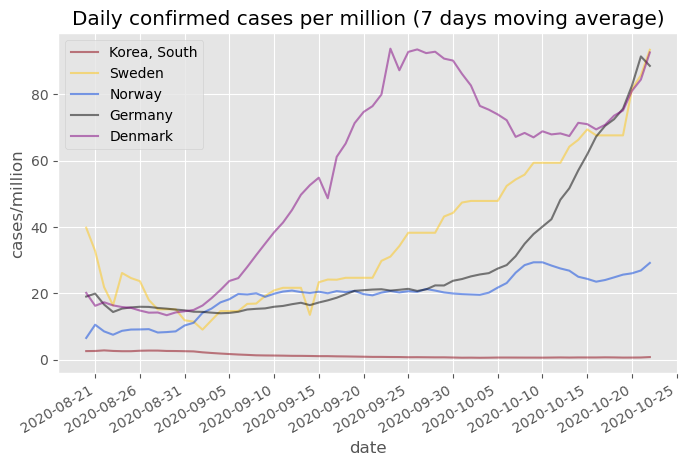 Daily confirmed cases per million (7 days moving average)
Korea, South
Sweden
Norway
Germany
Denmark
cases/million
80
60
40
20
0
2020-08-21
2020-08-26
2020-08-31
2020-09-05
2020-09-10
2020-09-15
2020-09-20
2020-09-25
2020-09-30
2020-10-05
2020-10-10
2020-10-15
2020-10-20
2020-10-25
date